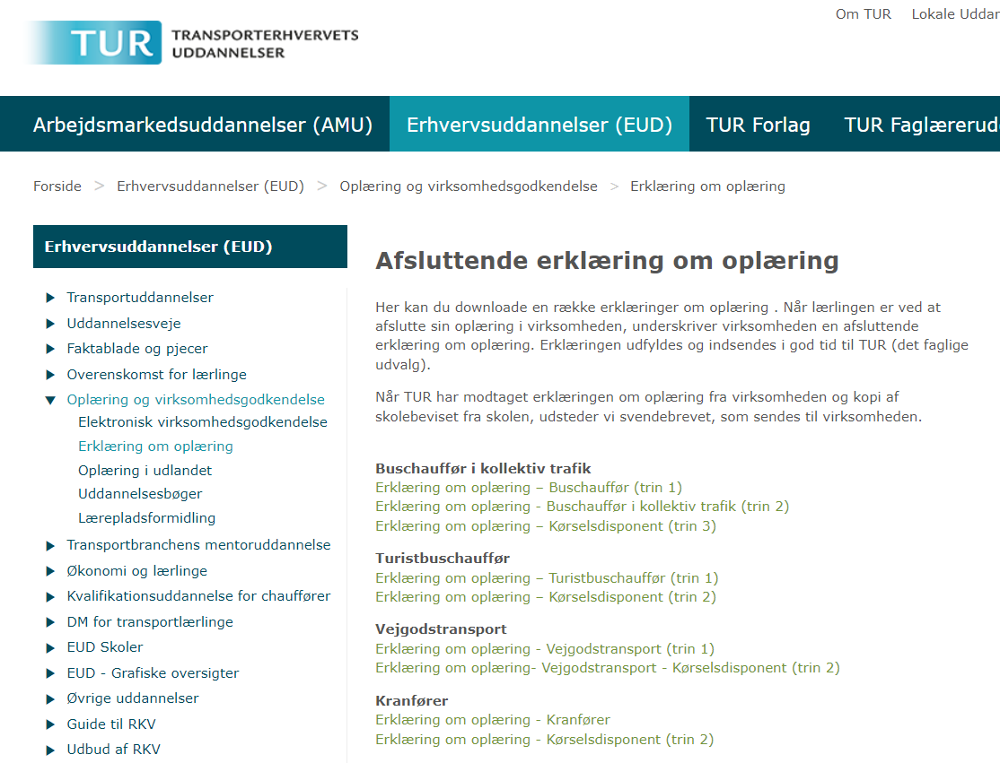 Om TUR Lokale Uddan
TUR TRANSPORTERHVERVETS
UDDANNELSER
Arbejdsmarkedsuddannelser (AMU) Erhvervsuddannelser (EUD) TUR Forlag TUR Faglærerud
Forside > Erhvervsuddannelser (EUD) > Oplæring og virksomhedsgodkendelse > Erklæring om oplæring
Erhvervsuddannelser (EUD)
Transportuddannelser
Uddannelsesveje
Faktablade og pjecer
Overenskomst for lærlinge
Oplæring og virksomhedsgodkendelse
Elektronisk virksomhedsgodkendelse
Erklæring om oplæring
Oplæring i udlandet
Uddannelsesbøger
Lærepladsformidling
Transportbranchens mentoruddannelse
Økonomi og lærlinge
Kvalifikationsuddannelse for chauffører
DM for transportlærlinge
EUD Skoler
EUD - Grafiske oversigter
Øvrige uddannelser
Guide til RKV
Udbud af RKV
Afsluttende erklæring om oplæring
Her kan du downloade en række erklæringer om oplæring . Når lærlingen er ved at
afslutte sin oplæring i virksomheden, underskriver virksomheden en afsluttende
erklæring om oplæring. Erklæringen udfyldes og indsendes i god tid til TUR (det faglige
udvalg).
Når TUR har modtaget erklæringen om oplæring fra virksomheden og kopi af
skolebeviset fra skolen, udsteder vi svendebrevet, som sendes til virksomheden.
Buschauffør i kollektiv trafik
Erklæring om oplæring – Buschauffør (trin 1)
Erklæring om oplæring - Buschauffør i kollektiv trafik (trin 2)
Erklæring om oplæring – Kørselsdisponent (trin 3)
Turistbuschauffør
Erklæring om oplæring – Turistbuschauffør (trin 1)
Erklæring om oplæring – Kørselsdisponent (trin 2)
Vejgodstransport
Erklæring om oplæring - Vejgodstransport (trin 1)
Erklæring om oplæring- Vejgodstransport - Kørselsdisponent (trin 2)
Kranfører
Erklæring om oplæring - Kranfører
Erklæring om oplæring - Kørselsdisponent (trin 2)